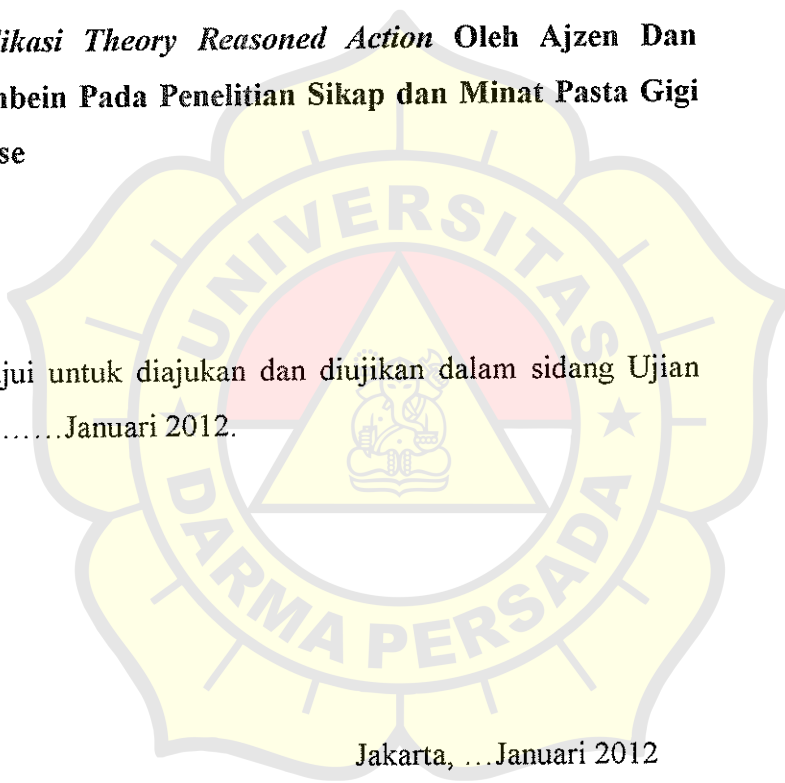 ikasi Theory Reasoned Action Oleh Ajzen Dan
nbein Pada Penelitian Sikap dan Minat Pasta Gigi
se
UNIVERSITAS
jui untuk diajukan dan diujikan dalam sidang Ujian
......Januari 2012.
DARMA PERSADA
Jakarta, ...Januari 2012